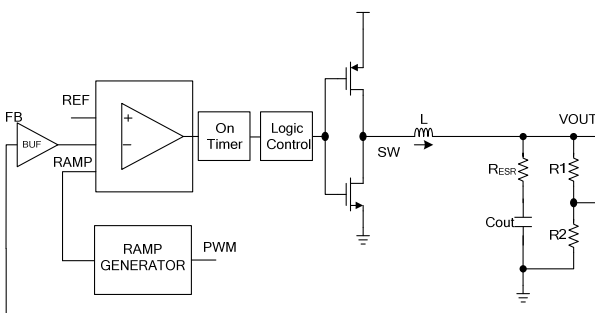 FB
BUF
REF
RAMP
+
−
On
Timer
Logic
Control
SW
L
VOUT
RESR
R1
Cout
R2
RAMP
GENERATOR
PWM